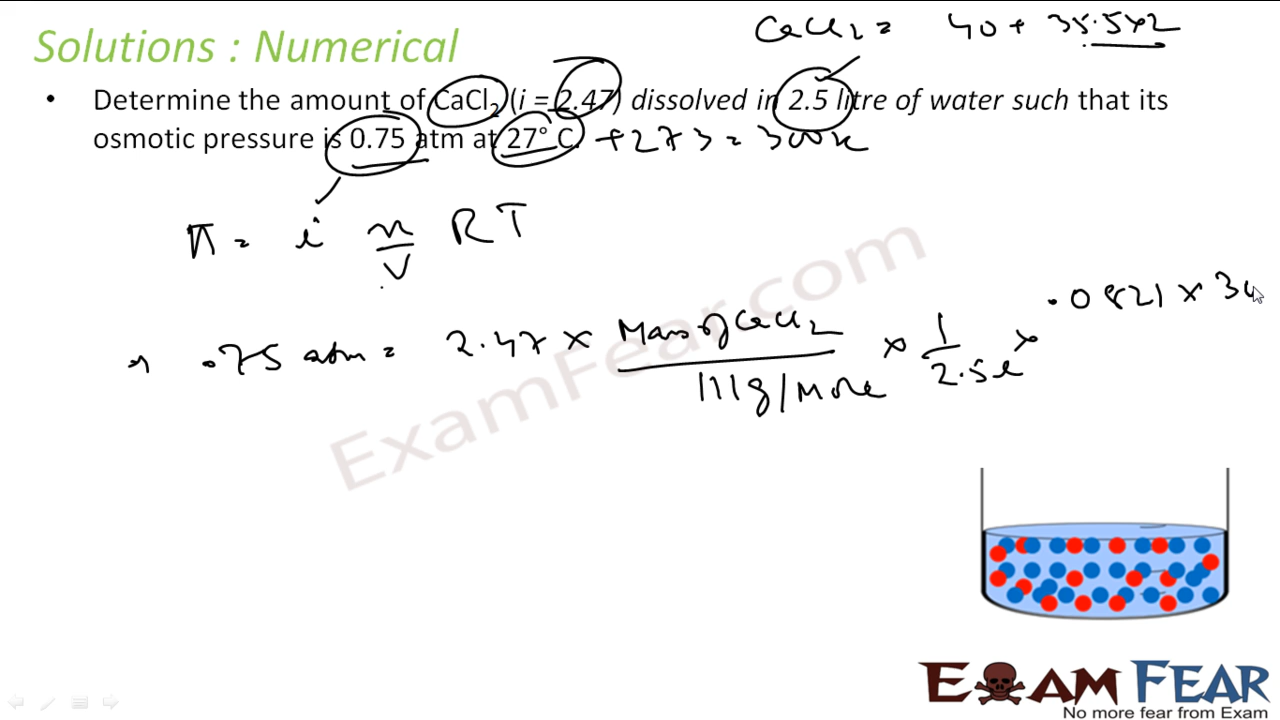 Solutions : Numerical
CaCl2 = 40 + 35.5×2
• Determine the amount of CaCl2 (i = 2.47) dissolved in 2.5 litre of water such that its
osmotic pressure is 0.75 atm at 27° C. +273 = 300K
π = i n/V RT
.75 atm = 2.47 × Mass of CaCl2 / 111g/mole × 1/2.5l × .0821 × 30
ExamFear.com
EXAM FEAR
No more fear from Exam